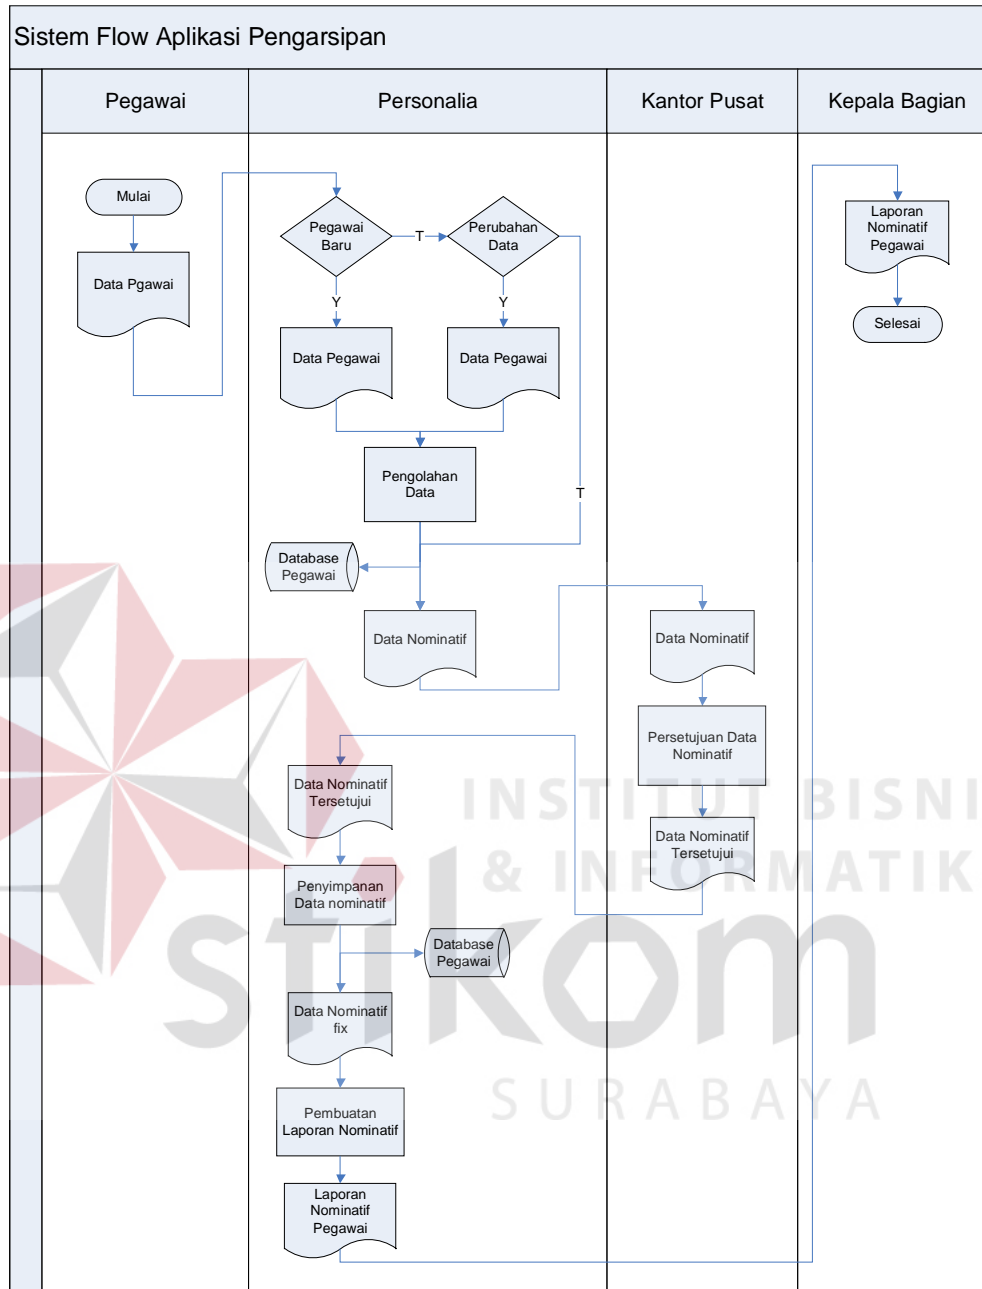 Sistem Flow Aplikasi Pengarsipan
Pegawai
Personalia
Kantor Pusat
Kepala Bagian
Mulai
Data Pgawai
Pegawai
Baru
T
Perubahan
Data
Y
Y
Data Pegawai
Data Pegawai
Pengolahan
Data
T
Database
Pegawai
Data Nominatif
Data Nominatif
Persetujuan Data
Nominatif
Data Nominatif
Tersetujui
Data Nominatif
Tersetujui
Penyimpanan
Data nominatif
Database
Pegawai
Data Nominatif
fix
Pembuatan
Laporan Nominatif
Laporan
Nominatif
Pegawai
Laporan
Nominatif
Pegawai
Selesai
INSTITUT BISNI
& INFORMATIK
stikom
SURABAYA